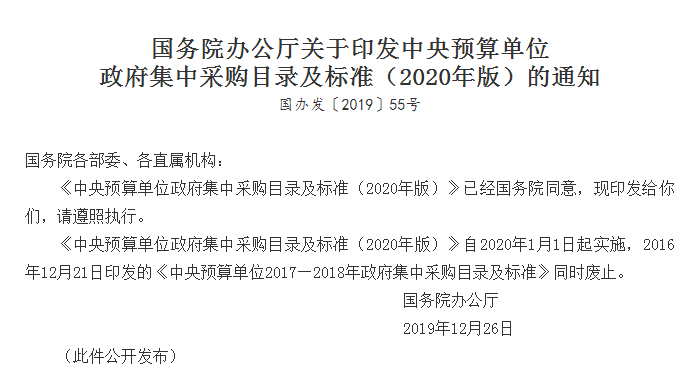 国务院办公厅关于印发中央预算单位
政府集中采购目录及标准（2020年版）的通知
国办发〔2019〕55号
国务院各部委、各直属机构：
《中央预算单位政府集中采购目录及标准（2020年版）》已经国务院同意，现印发给你
们，请遵照执行。
《中央预算单位政府集中采购目录及标准（2020年版）》自2020年1月1日起实施，2016
年12月21日印发的《中央预算单位2017—2018年政府集中采购目录及标准》同时废止。
国务院办公厅
2019年12月26日
（此件公开发布）